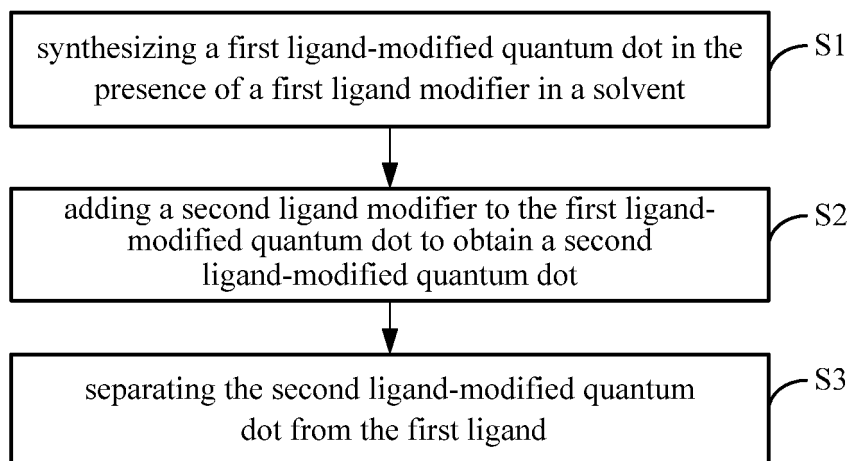 synthesizing a first ligand-modified quantum dot in the
presence of a first ligand modifier in a solvent
S1
adding a second ligand modifier to the first ligand-
modified quantum dot to obtain a second
ligand-modified quantum dot
S2
separating the second ligand-modified quantum
dot from the first ligand
S3